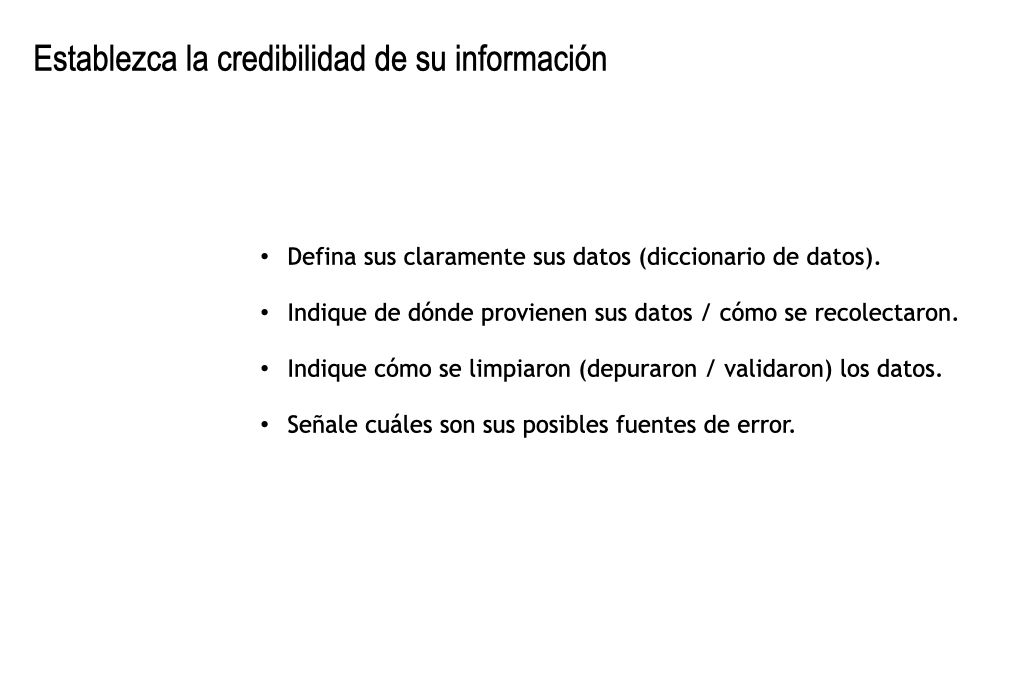 Establezca la credibilidad de su información
• Defina sus claramente sus datos (diccionario de datos).
• Indique de dónde provienen sus datos / cómo se recolectaron.
• Indique cómo se limpiaron (depuraron / validaron) los datos.
• Señale cuáles son sus posibles fuentes de error.